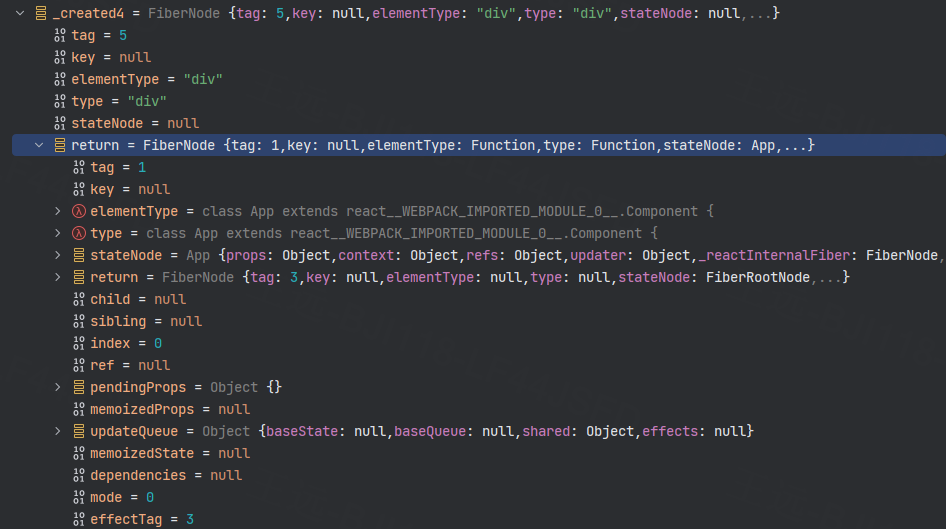 _created4 = FiberNode {tag: 5,key: null,elementType: "div",type: "div",stateNode: null,...}
tag = 5
key = null
elementType = "div"
type = "div"
stateNode = null
return = FiberNode {tag: 1,key: null,elementType: Function,type: Function,stateNode: App,...}
tag = 1
key = null
elementType = class App extends react__WEBPACK_IMPORTED_MODULE_0__.Component {
type = class App extends react__WEBPACK_IMPORTED_MODULE_0__.Component {
stateNode = App {props: Object,context: Object,refs: Object,updater: Object,_reactInternalFiber: FiberNode,
return = FiberNode {tag: 3,key: null,elementType: null,type: null,stateNode: FiberRootNode,...}
child = null
sibling = null
index = 0
ref = null
pendingProps = Object {}
memoizedProps = null
updateQueue = Object {baseState: null,baseQueue: null,shared: Object,effects: null}
memoizedState = null
dependencies = null
mode = 0
effectTag = 3